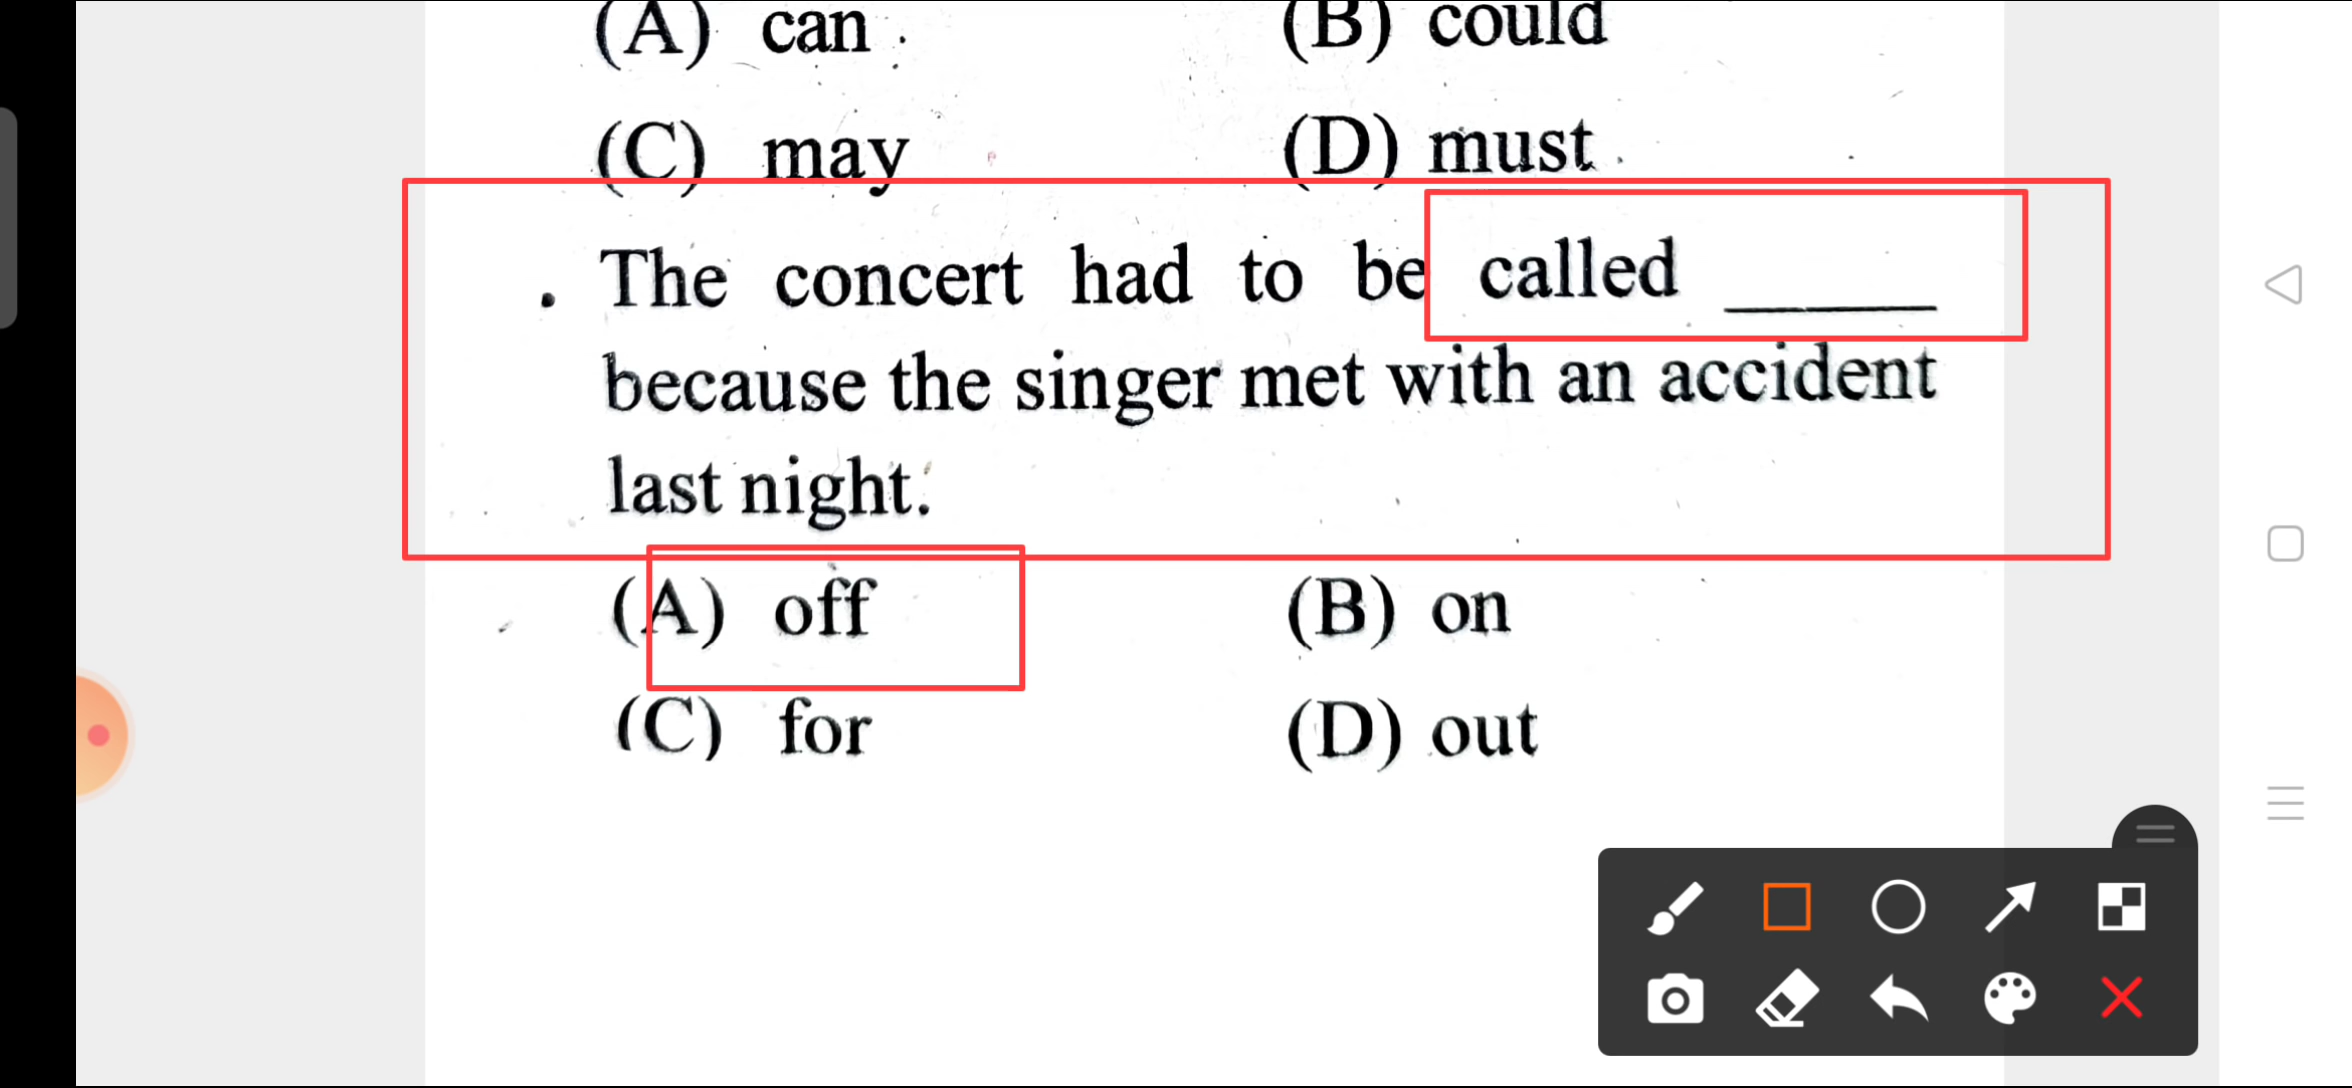 (A) can (B) could
(C) may (D) must
. The concert had to be called ______
because the singer met with an accident
last night.
(A) off (B) on
(C) for (D) out